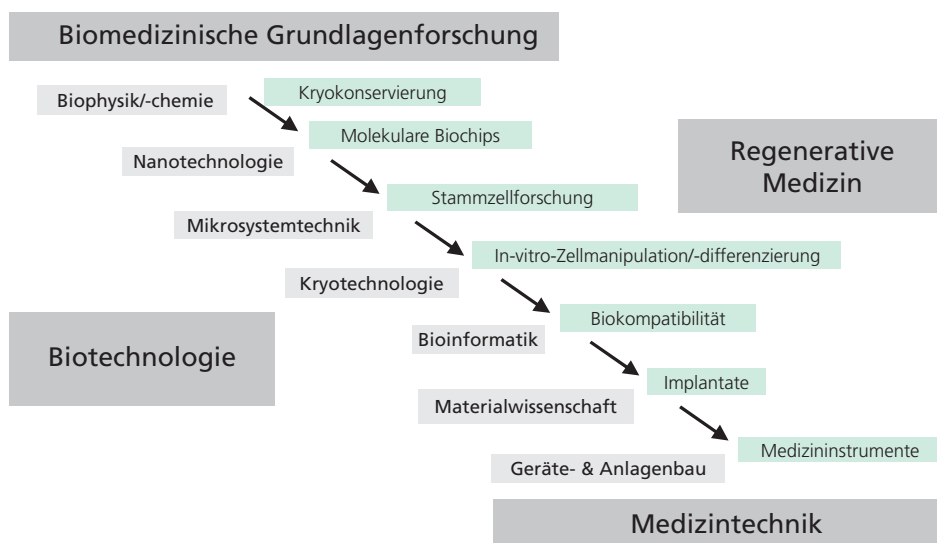 Biomedizinische Grundlagenforschung
Kryokonservierung
Biophysik/-chemie
Molekulare Biochips
Regenerative
Medizin
Nanotechnologie
Stammzellforschung
Mikrosystemtechnik
In-vitro-Zellmanipulation/-differenzierung
Kryotechnologie
Biokompatibilität
Bioinformatik
Biotechnologie
Implantate
Materialwissenschaft
Medizininstrumente
Geräte- & Anlagenbau
Medizintechnik